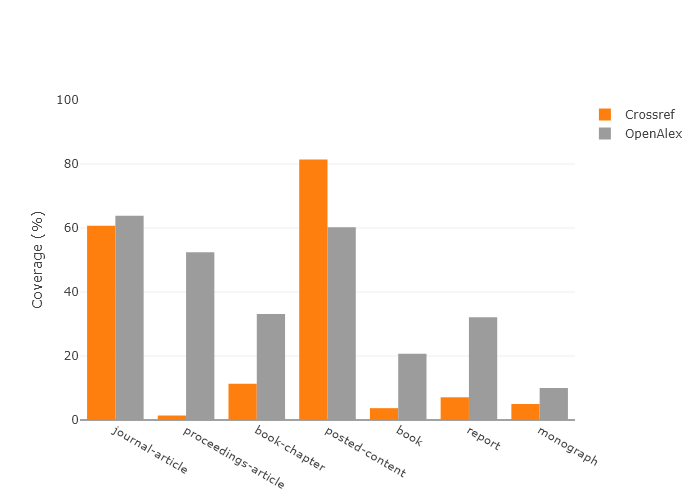 100
80
60
40
20
0
Coverage (%)
journal-article
proceedings-article
book-chapter
posted-content
book
report
monograph
Crossref
OpenAlex